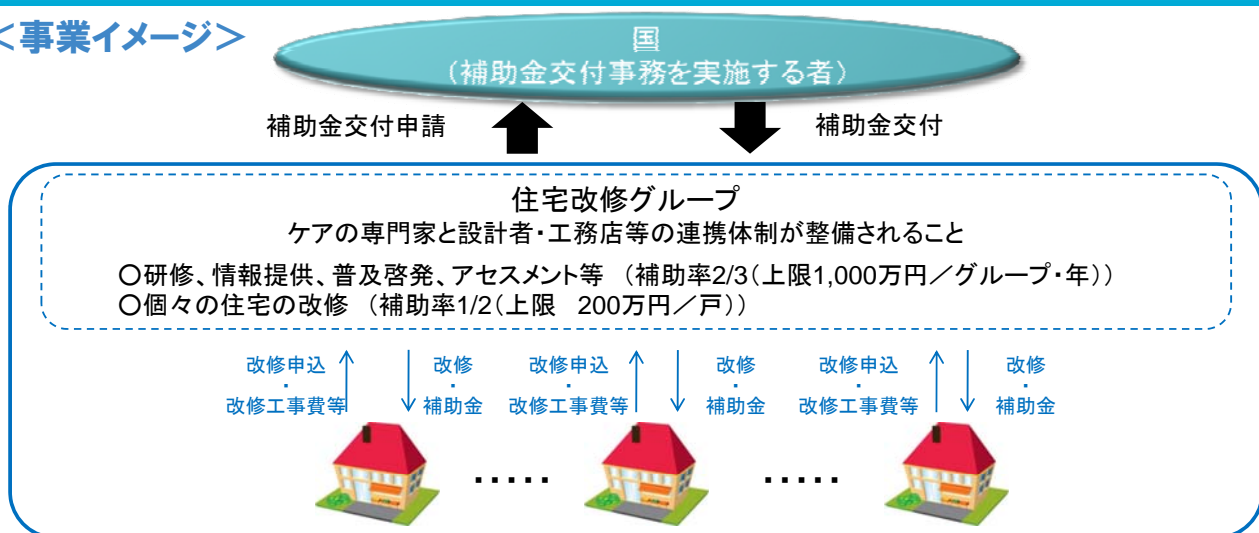 ＜事業イメージ＞
国
（補助金交付事務を実施する者）
補助金交付申請
補助金交付
住宅改修グループ
ケアの専門家と設計者・工務店等の連携体制が整備されること
○研修、情報提供、普及啓発、アセスメント等　（補助率2/3（上限1,000万円／グループ・年））
○個々の住宅の改修　（補助率1/2（上限　200万円／戸））
改修申込
・
改修工事費等
改修
・
補助金
改修申込
・
改修工事費等
改修
・
補助金
改修申込
・
改修工事費等
改修
・
補助金
・・・・・
・・・・・